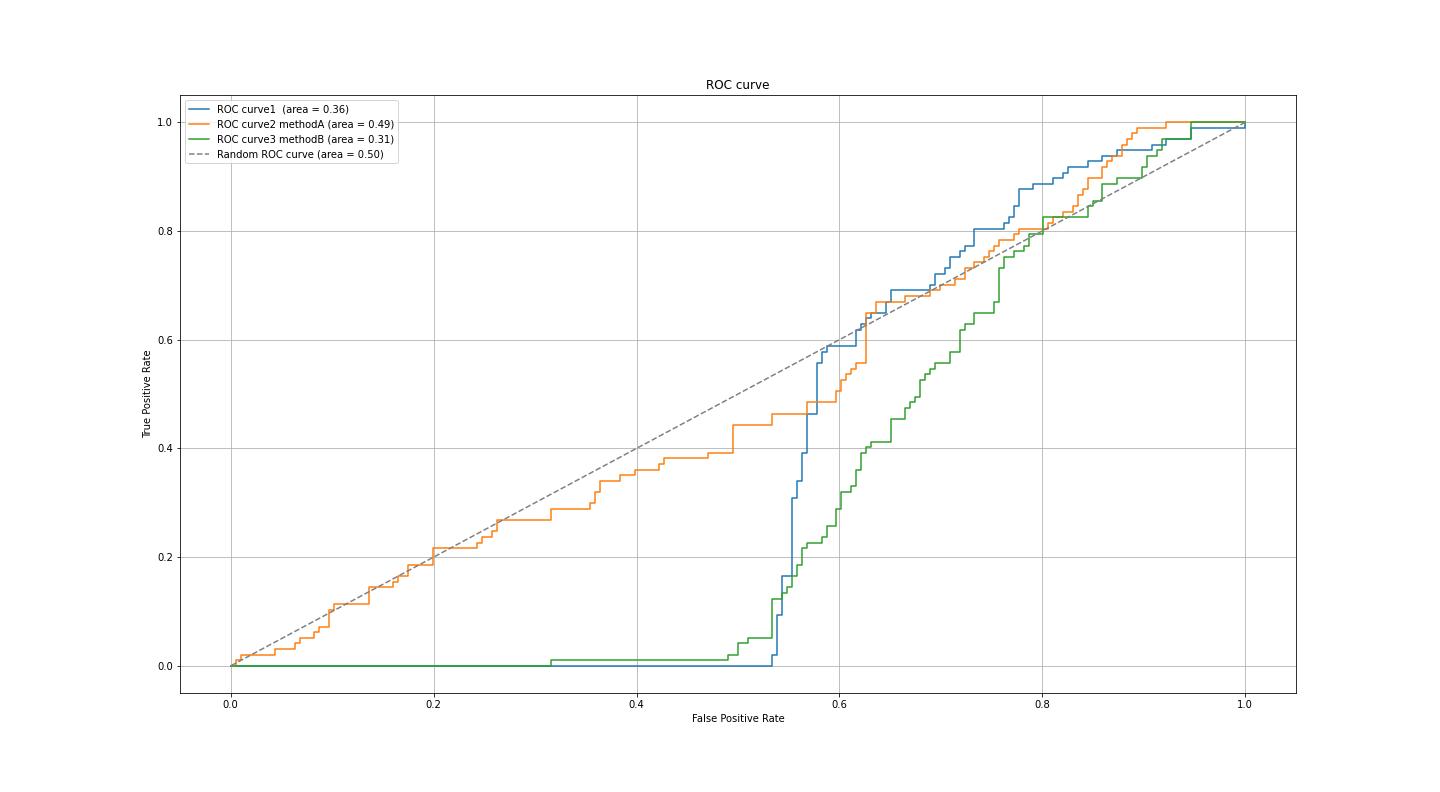 ROC curve
ROC curve1  (area = 0.36)
ROC curve2 methodA (area = 0.49)
ROC curve3 methodB (area = 0.31)
Random ROC curve (area = 0.50)
1.0
0.8
0.6
0.4
0.2
0.0
True Positive Rate
0.0 0.2 0.4 0.6 0.8 1.0
False Positive Rate